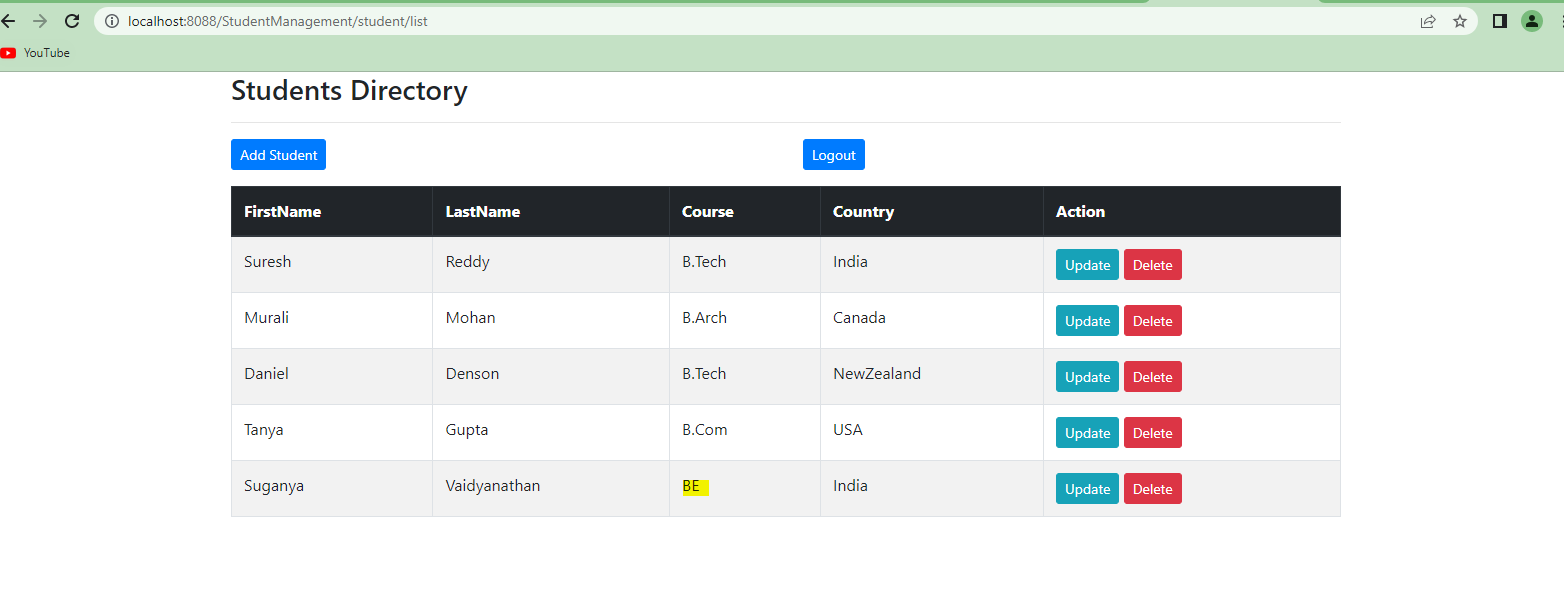 localhost:8088/StudentManagement/student/list
YouTube
Students Directory
Add Student Logout
FirstName LastName Course Country Action
Suresh Reddy B.Tech India Update Delete
Murali Mohan B.Arch Canada Update Delete
Daniel Denson B.Tech NewZealand Update Delete
Tanya Gupta B.Com USA Update Delete
Suganya Vaidyanathan BE India Update Delete